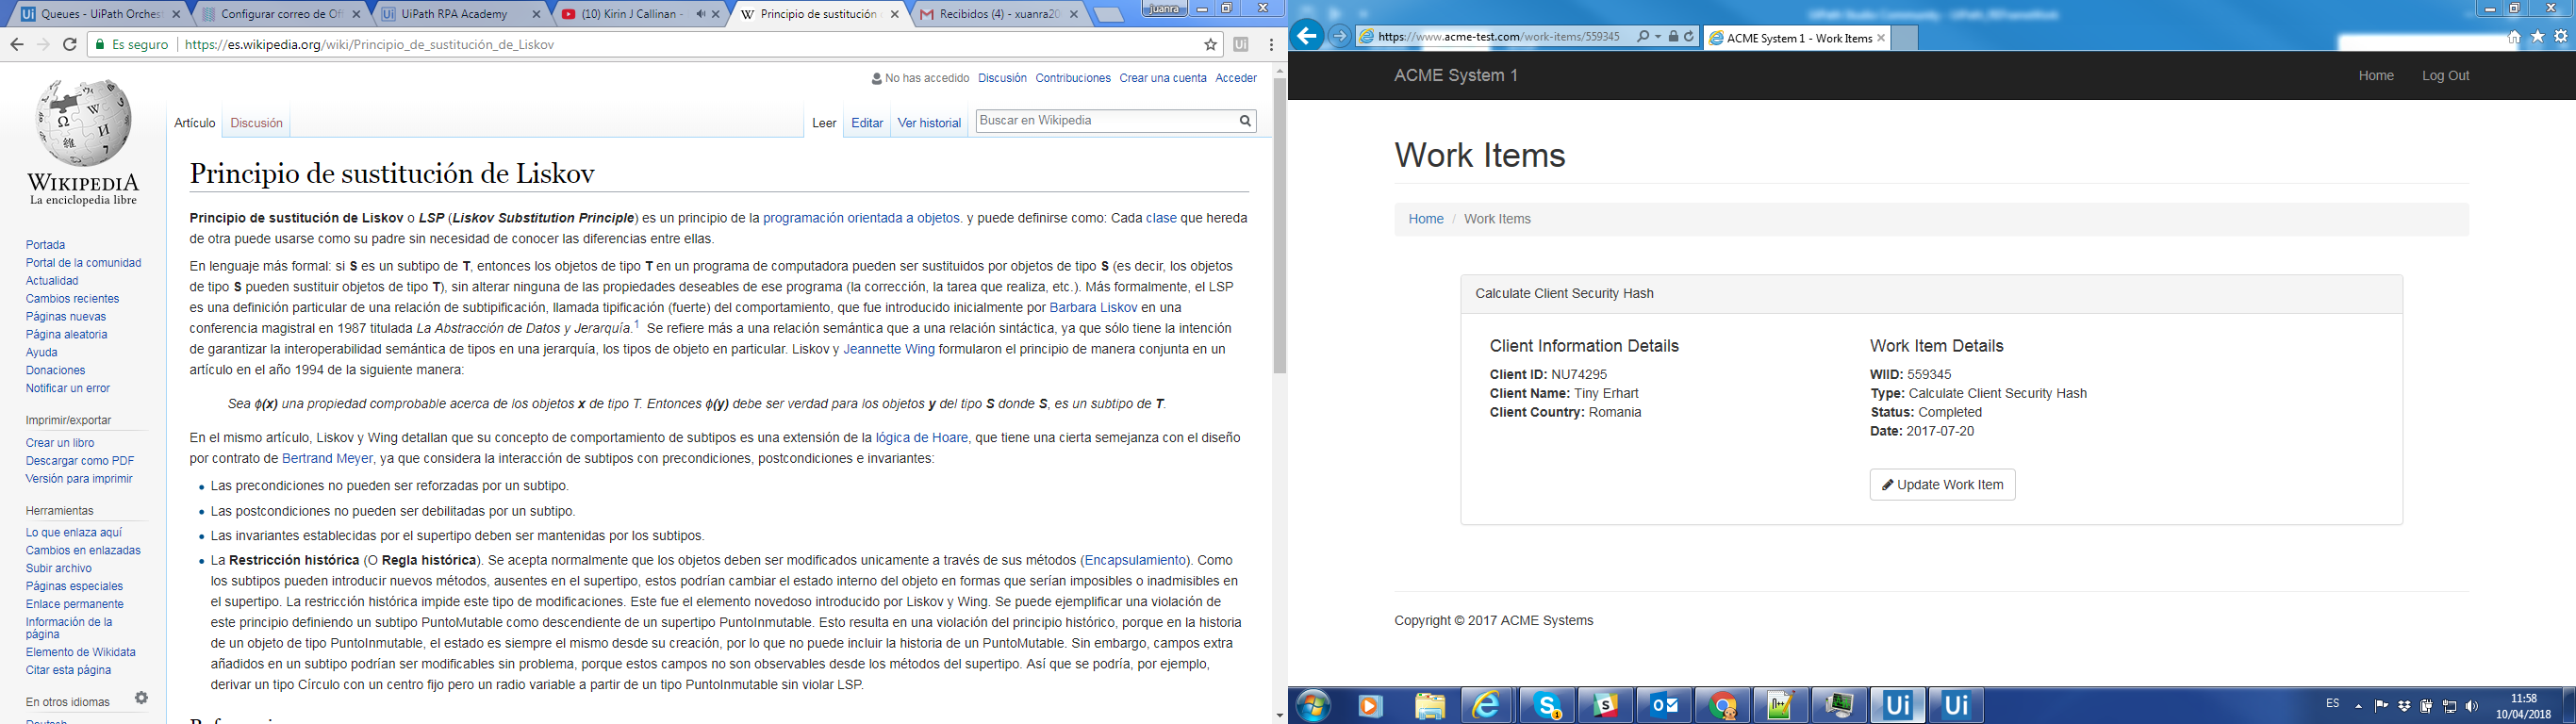 Queues - UiPath Orchest
Configurar correo de Of
UiPath RPA Academy
(10) Kirin J Callinan -
Principio de sustitución
Recibidos (4) - xuanra20
juanra
Es seguro
https://es.wikipedia.org/wiki/Principio_de_sustitución_de_Liskov
No has accedido Discusión Contribuciones Crear una cuenta Acceder
Artículo Discusión
Leer Editar Ver historial
Buscar en Wikipedia
WIKIPEDIA
La enciclopedia libre
Portada
Portal de la comunidad
Actualidad
Cambios recientes
Páginas nuevas
Página aleatoria
Ayuda
Donaciones
Notificar un error
Imprimir/exportar
Crear un libro
Descargar como PDF
Versión para imprimir
Herramientas
Lo que enlaza aquí
Cambios en enlazadas
Subir archivo
Páginas especiales
Enlace permanente
Información de la
página
Elemento de Wikidata
Citar esta página
En otros idiomas
Principio de sustitución de Liskov
Principio de sustitución de Liskov o LSP (Liskov Substitution Principle) es un principio de la programación orientada a objetos. y puede definirse como: Cada clase que hereda
de otra puede usarse como su padre sin necesidad de conocer las diferencias entre ellas.
En lenguaje más formal: si S es un subtipo de T, entonces los objetos de tipo T en un programa de computadora pueden ser sustituidos por objetos de tipo S (es decir, los objetos
de tipo S pueden sustituir objetos de tipo T), sin alterar ninguna de las propiedades deseables de ese programa (la corrección, la tarea que realiza, etc.). Más formalmente, el LSP
es una definición particular de una relación de subtipificación, llamada tipificación (fuerte) del comportamiento, que fue introducido inicialmente por Barbara Liskov en una
conferencia magistral en 1987 titulada La Abstracción de Datos y Jerarquía.1 Se refiere más a una relación semántica que a una relación sintáctica, ya que sólo tiene la intención
de garantizar la interoperabilidad semántica de tipos en una jerarquía, los tipos de objeto en particular. Liskov y Jeannette Wing formularon el principio de manera conjunta en un
artículo en el año 1994 de la siguiente manera:
Sea ϕ(x) una propiedad comprobable acerca de los objetos x de tipo T. Entonces ϕ(y) debe ser verdad para los objetos y del tipo S donde S, es un subtipo de T.
En el mismo artículo, Liskov y Wing detallan que su concepto de comportamiento de subtipos es una extensión de la lógica de Hoare, que tiene una cierta semejanza con el diseño
por contrato de Bertrand Meyer, ya que considera la interacción de subtipos con precondiciones, postcondiciones e invariantes:
Las precondiciones no pueden ser reforzadas por un subtipo.
Las postcondiciones no pueden ser debilitadas por un subtipo.
Las invariantes establecidas por el supertipo deben ser mantenidas por los subtipos.
La Restricción histórica (O Regla histórica). Se acepta normalmente que los objetos deben ser modificados unicamente a través de sus métodos (Encapsulamiento). Como
los subtipos pueden introducir nuevos métodos, ausentes en el supertipo, estos podrían cambiar el estado interno del objeto en formas que serían imposibles o inadmisibles en
el supertipo. La restricción histórica impide este tipo de modificaciones. Este fue el elemento novedoso introducido por Liskov y Wing. Se puede ejemplificar una violación de
este principio definiendo un subtipo PuntoMutable como descendiente de un supertipo PuntoInmutable. Esto resulta en una violación del principio histórico, porque en la historia
de un objeto de tipo PuntoInmutable, el estado es siempre el mismo desde su creación, por lo que no puede incluir la historia de un PuntoMutable. Sin embargo, campos extra
añadidos en un subtipo podrían ser modificables sin problema, porque estos campos no son observables desde los métodos del supertipo. Así que se podría, por ejemplo,
derivar un tipo Círculo con un centro fijo pero un radio variable a partir de un tipo PuntoInmutable sin violar LSP.
https://www.acme-test.com/work-items/559345
ACME System 1 - Work Items
ACME System 1
Home Log Out
Work Items
Home / Work Items
Calculate Client Security Hash
Client Information Details
Client ID: NU74295
Client Name: Tiny Erhart
Client Country: Romania
Work Item Details
WIID: 559345
Type: Calculate Client Security Hash
Status: Completed
Date: 2017-07-20
Update Work Item
Copyright © 2017 ACME Systems
ES
11:58
10/04/2018